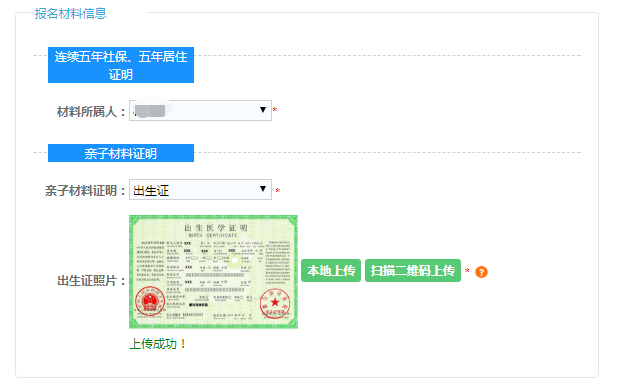 报名材料信息
连续五年社保、五年居住
证明
材料所属人： *
亲子材料证明
亲子材料证明： 出生证 *
出生医学证明
BIRTH CERTIFICATE
出生证照片： 本地上传 扫描二维码上传 * ?
上传成功！